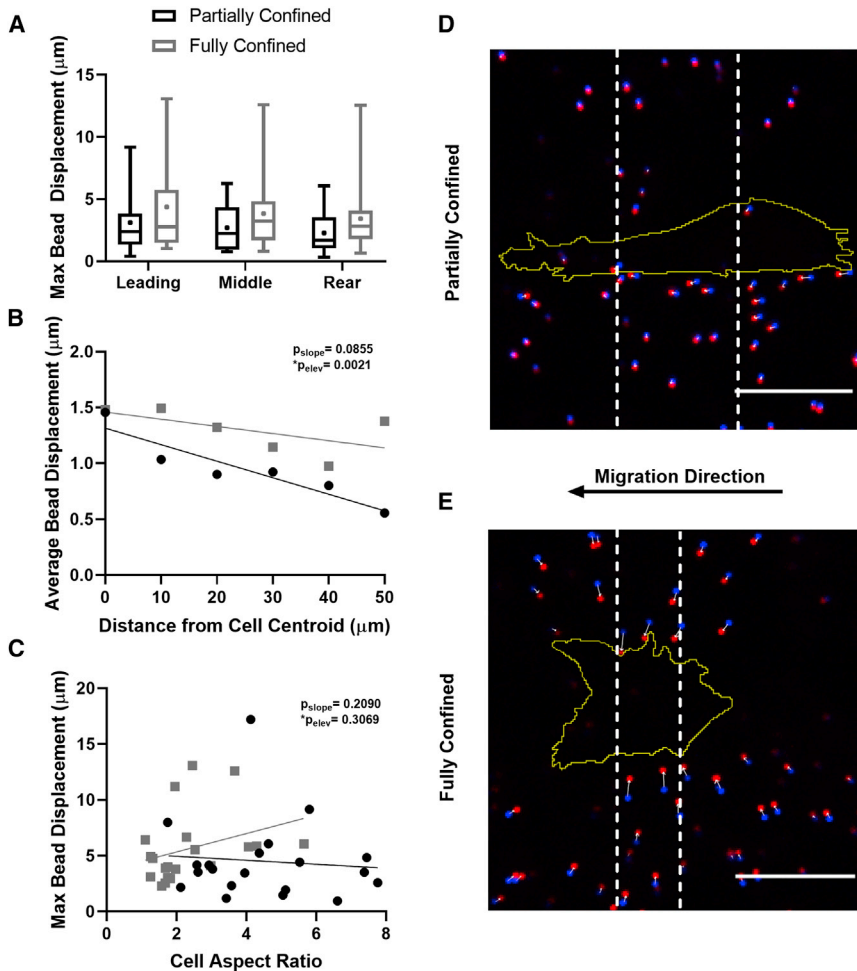 A
Partially Confined
Fully Confined
Max Bead Displacement (μm)
15
10
5
0
Leading Middle Rear
B
Average Bead Displacement (μm)
2.0
1.5
1.0
0.5
0.0
pslope= 0.0855
*pelev= 0.0021
0 10 20 30 40 50
Distance from Cell Centroid (μm)
C
Max Bead Displacement (μm)
20
15
10
5
0
pslope= 0.2090
*pelev= 0.3069
0 2 4 6 8
Cell Aspect Ratio
D
Partially Confined
Migration Direction
E
Fully Confined